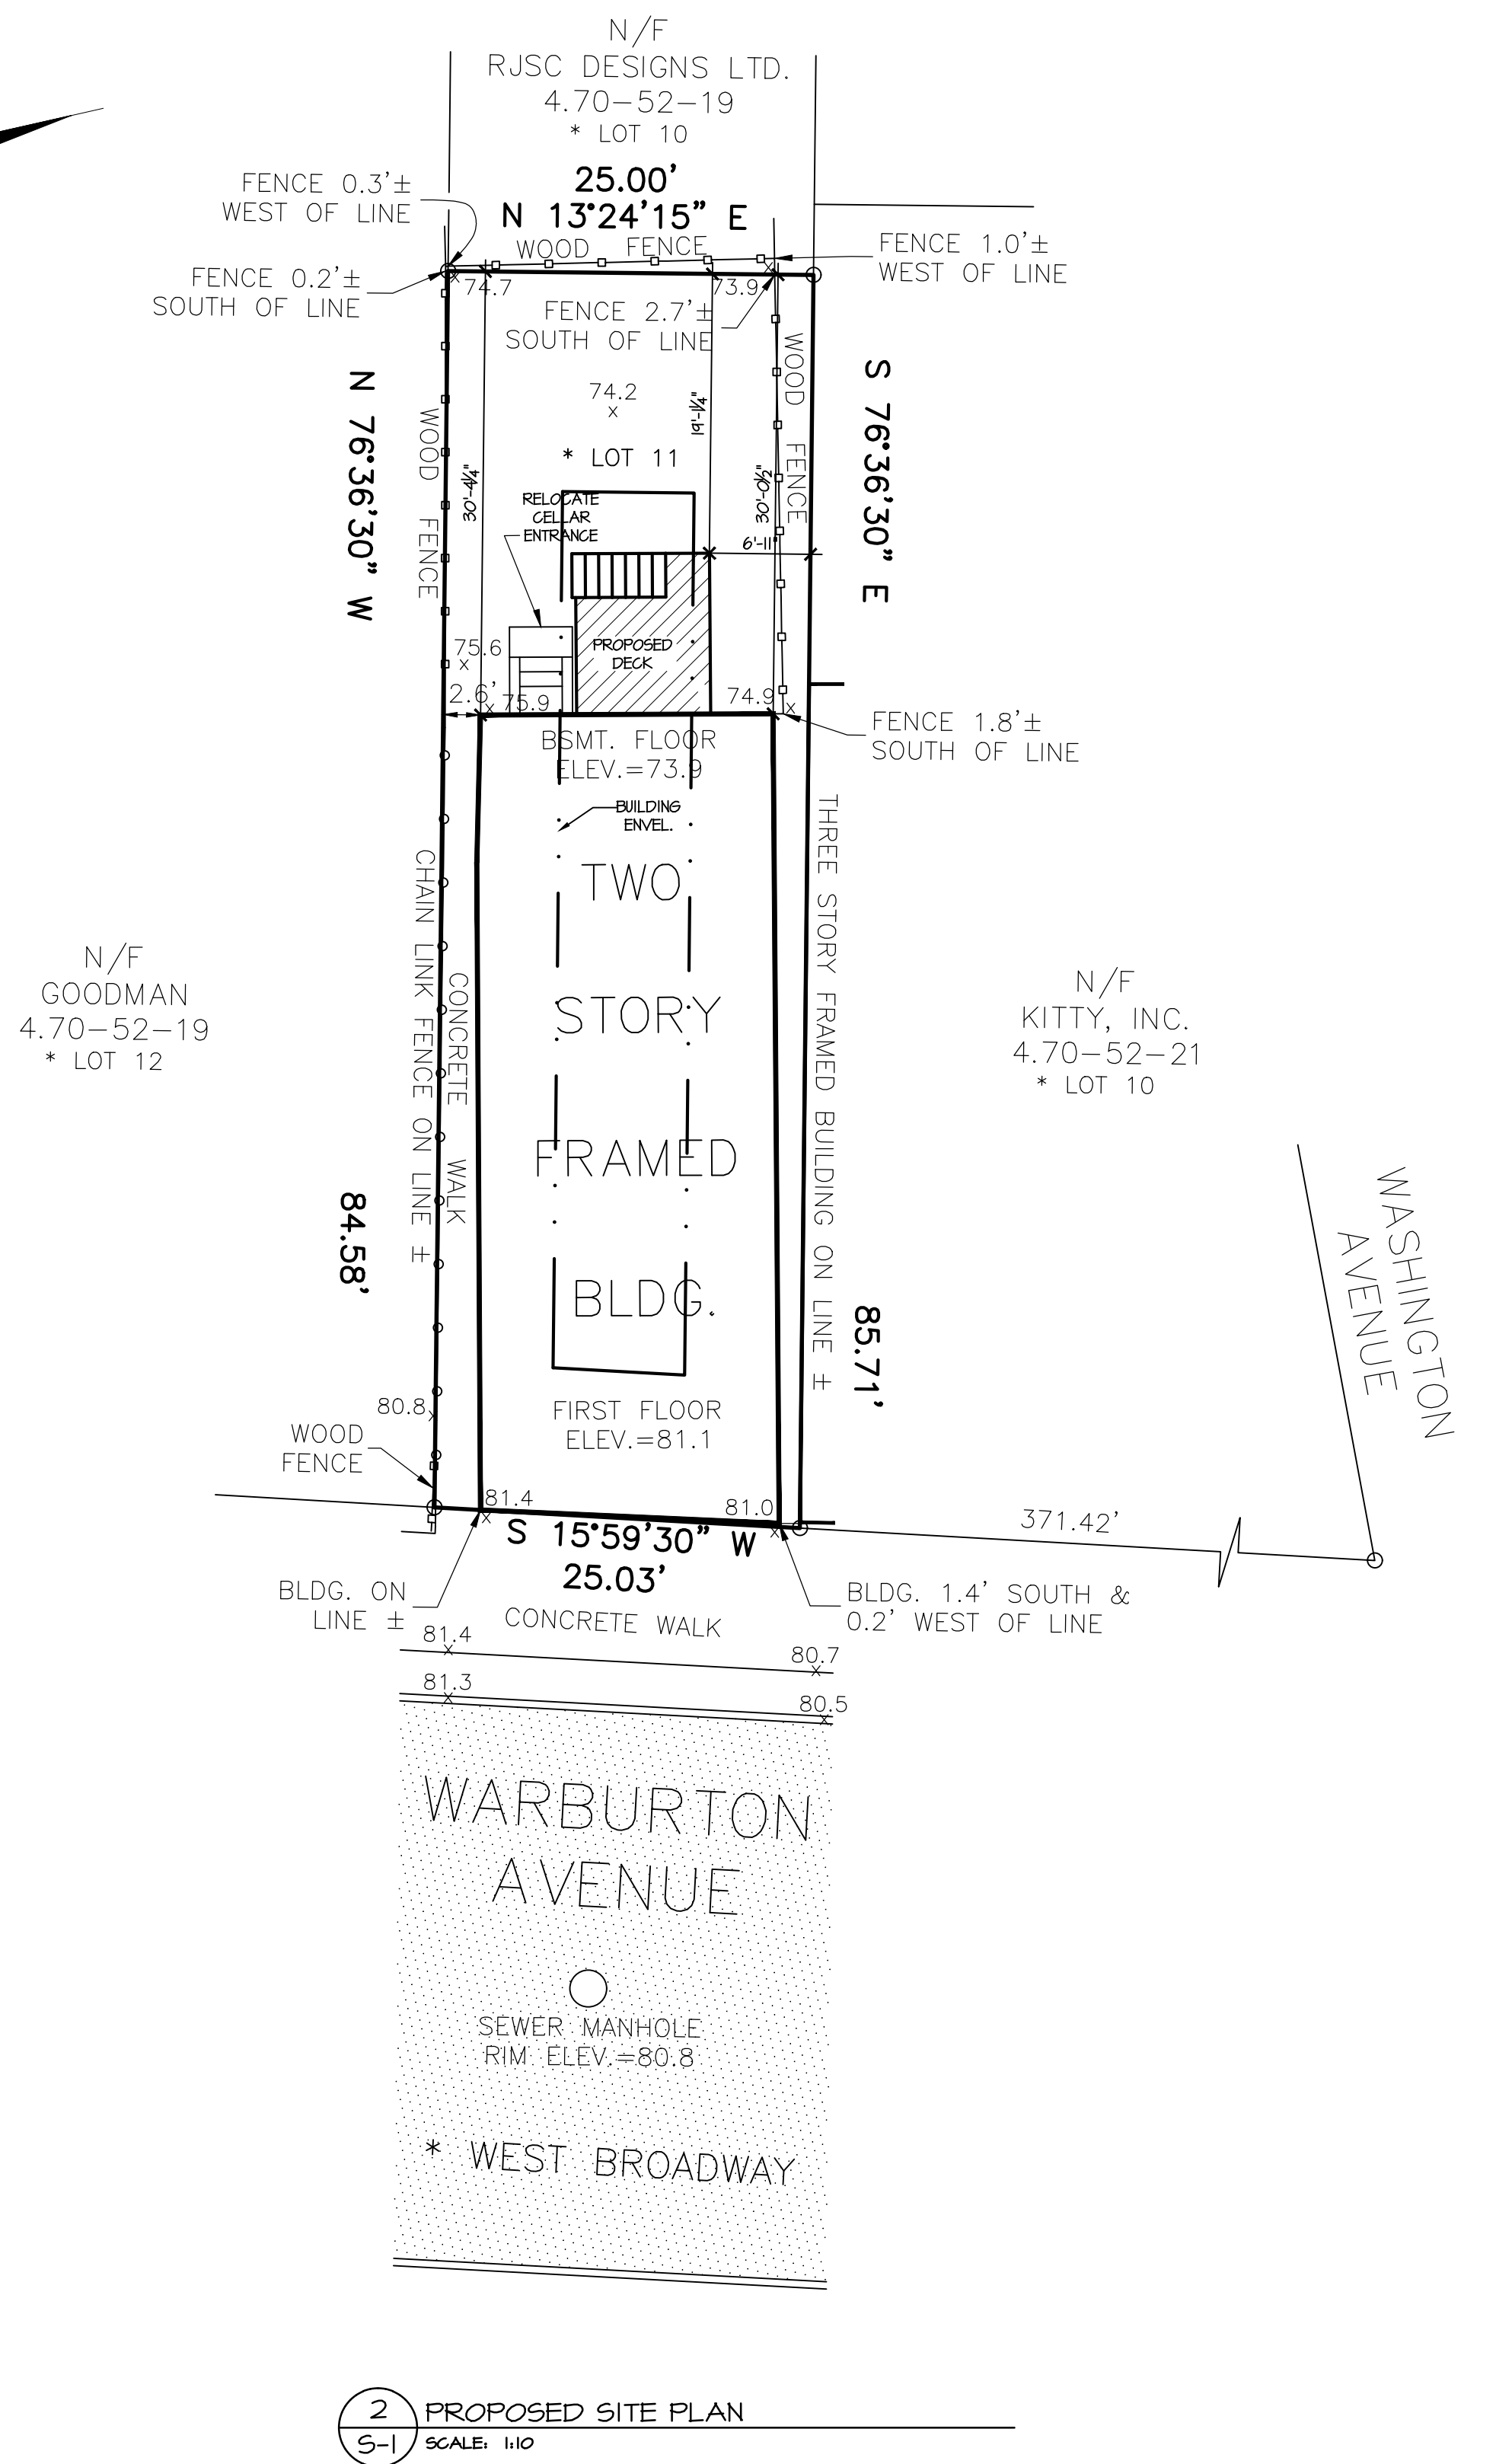 N/F
RJSC DESIGNS LTD.
4.70-52-19
* LOT 10
25.00'
N 13°24'15" E
FENCE 0.3'±
WEST OF LINE
WOOD FENCE
FENCE 1.0'±
WEST OF LINE
FENCE 0.2'±
SOUTH OF LINE
74.7
73.9
FENCE 2.7'±
SOUTH OF LINE
N 76°36'30" W
WOOD FENCE
WOOD FENCE
S 76°36'30" E
74.2
x
19'-1¼"
* LOT 11
30'-4¼"
30'-0½"
RELOCATE
CELLAR
ENTRANCE
6'-11"
PROPOSED
DECK
75.6
x
2.6'
75.9
74.9
FENCE 1.8'±
SOUTH OF LINE
BSMT. FLOOR
ELEV.=73.9
BUILDING
ENVEL.
TWO
STORY
FRAMED
BLDG.
CHAIN LINK FENCE ON LINE ±
CONCRETE WALK
THREE STORY FRAMED BUILDING ON LINE ±
N/F
GOODMAN
4.70-52-19
* LOT 12
N/F
KITTY, INC.
4.70-52-21
* LOT 10
WASHINGTON
AVENUE
84.58'
85.71'
80.8
WOOD
FENCE
FIRST FLOOR
ELEV.=81.1
81.4
81.0
S 15°59'30" W
25.03'
371.42'
BLDG. ON
LINE ±
BLDG. 1.4' SOUTH &
0.2' WEST OF LINE
CONCRETE WALK
81.4
80.7
81.3
80.5
WARBURTON
AVENUE
SEWER MANHOLE
RIM ELEV.=80.8
* WEST BROADWAY
2
S-1
PROPOSED SITE PLAN
SCALE: 1:10